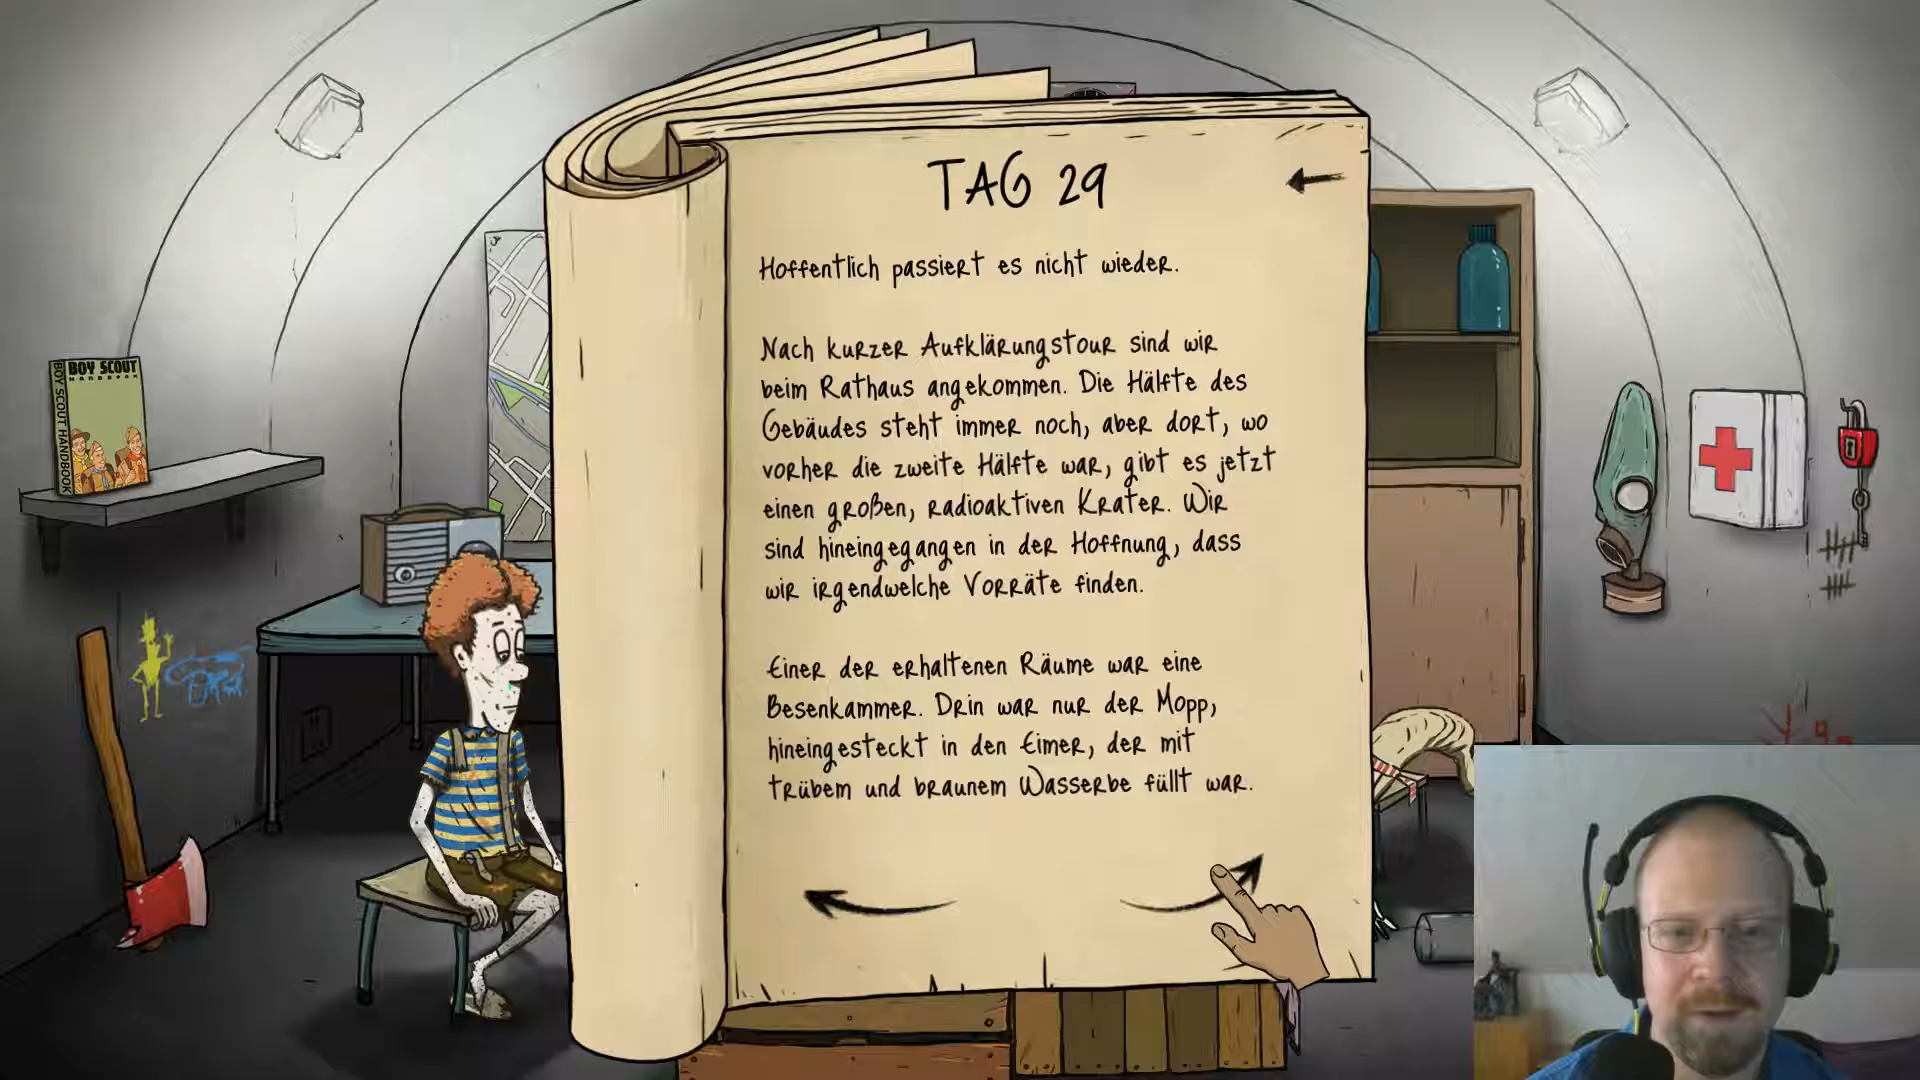 BOY SCOUT
HANDBOOK
BOY SCOUT HANDBOOK
TAG 29
Hoffentlich passiert es nicht wieder.
Nach kurzer Aufklärungstour sind wir
beim Rathaus angekommen. Die Hälfte des
Gebäudes steht immer noch, aber dort, wo
vorher die zweite Hälfte war, gibt es jetzt
einen großen, radioaktiven Krater. Wir
sind hineingegangen in der Hoffnung, dass
wir irgendwelche Vorräte finden.
Einer der erhaltenen Räume war eine
Besenkammer. Drin war nur der Mopp,
hineingesteckt in den Eimer, der mit
trübem und braunem Wasserbe füllt war.